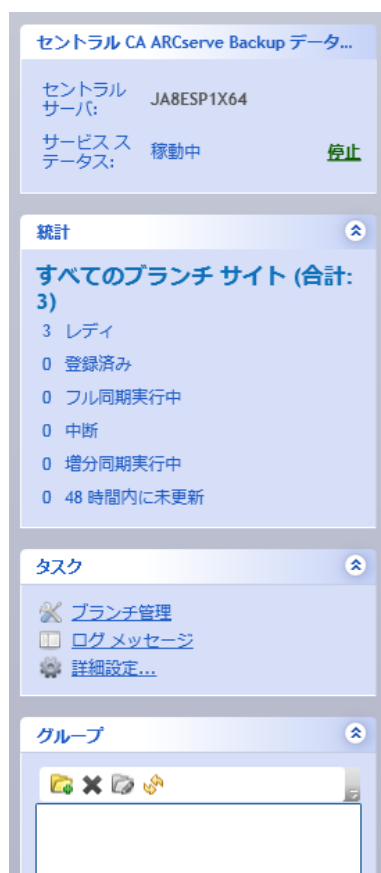 セントラル CA ARCserve Backup データ...
セントラル
サーバ:
JA8ESP1X64
サービス ス
テータス:
稼動中
停止
統計
すべてのブランチ サイト (合計:
3)
3 レディ
0 登録済み
0 フル同期実行中
0 中断
0 増分同期実行中
0 48 時間内に未更新
タスク
ブランチ管理
ログ メッセージ
詳細設定...
グループ